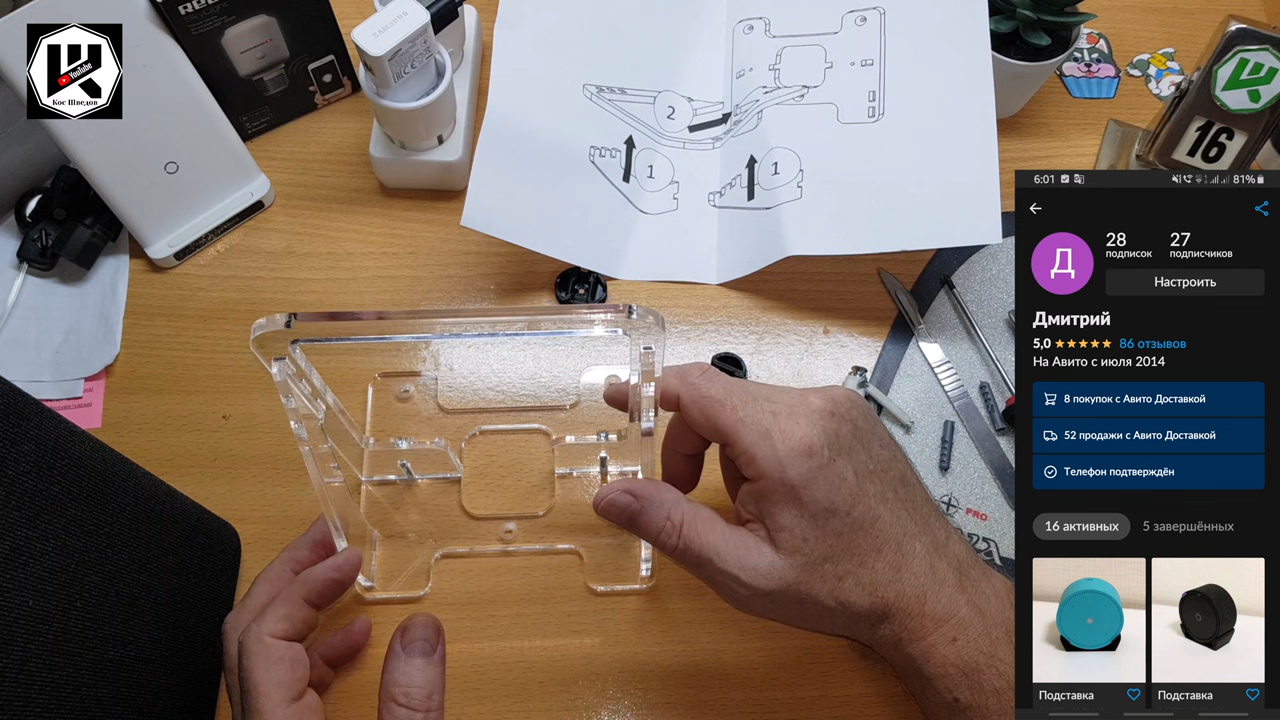 YouTube
Кос Шведов
SAMSUNG
2
1
1
16
PRO
6:01
81%
28
27
подписок
подписчиков
Настроить
Д
Дмитрий
5,0 ★★★★★ 86 отзывов
На Авито с июля 2014
8 покупок с Авито Доставкой
52 продажи с Авито Доставкой
Телефон подтверждён
16 активных
5 завершённых
Подставка
Подставка